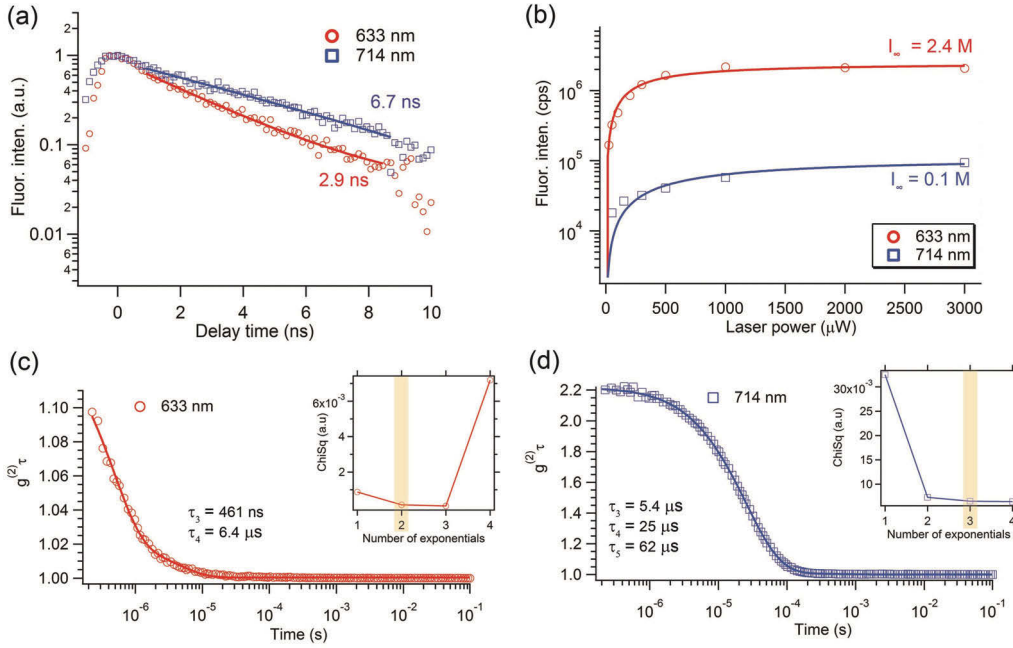 (a)
633 nm
714 nm
Fluor. inten. (a.u.)
2
1
6
4
2
0.1
6
4
2
0.01
6
4
6.7 ns
2.9 ns
0 2 4 6 8 10
Delay time (ns)
(b)
I∞ = 2.4 M
I∞ = 0.1 M
Fluor. inten. (cps)
10⁶
10⁵
10⁴
633 nm
714 nm
0 500 1000 1500 2000 2500 3000
Laser power (μW)
(c)
633 nm
g⁽²⁾τ
1.10
1.08
1.06
1.04
1.02
1.00
τ₃ = 461 ns
τ₄ = 6.4 μs
ChiSq (a.u)
6×10⁻³
4
2
1 2 3 4
Number of exponentials
10⁻⁶ 10⁻⁵ 10⁻⁴ 10⁻³ 10⁻² 10⁻¹
Time (s)
(d)
714 nm
g⁽²⁾τ
2.2
2.0
1.8
1.6
1.4
1.2
1.0
τ₃ = 5.4 μs
τ₄ = 25 μs
τ₅ = 62 μs
ChiSq (a.u)
30x10⁻³
25
20
15
10
1 2 3 4
Number of exponentials
10⁻⁶ 10⁻⁵ 10⁻⁴ 10⁻³ 10⁻² 10⁻¹
Time (s)